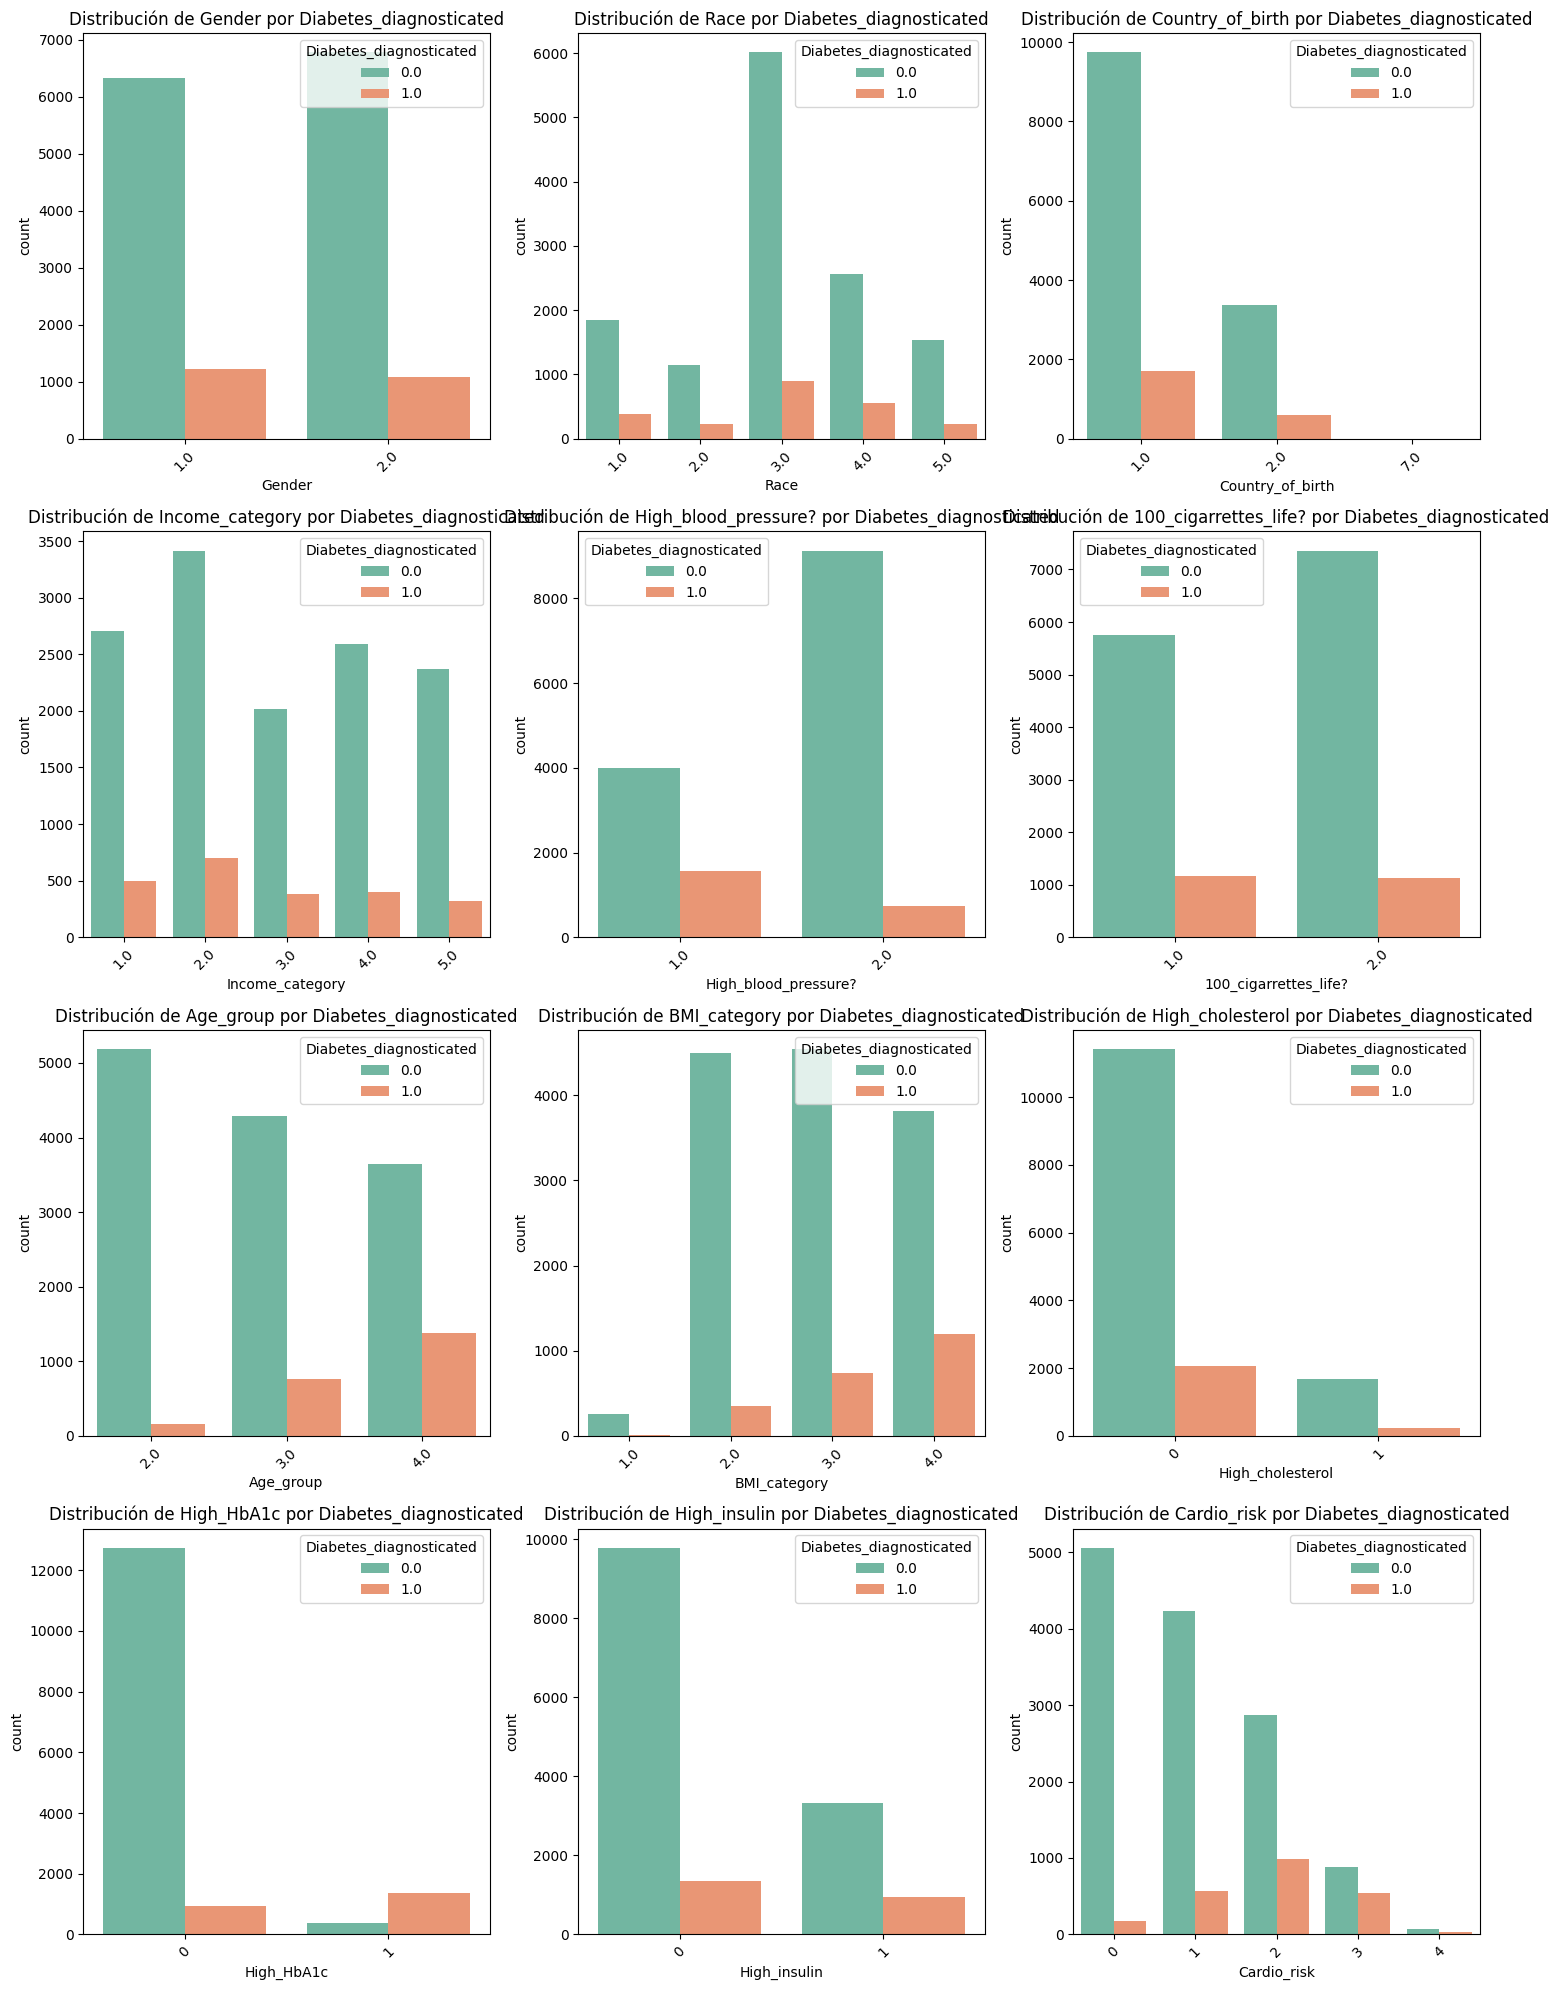 Distribución de Gender por Diabetes_diagnosticated
Distribución de Race por Diabetes_diagnosticated
Distribución de Country_of_birth por Diabetes_diagnosticated
7000
6000
5000
4000
3000
2000
1000
0
count
Diabetes_diagnosticated
0.0
1.0
1.0
2.0
Gender
6000
5000
4000
3000
2000
1000
0
count
Diabetes_diagnosticated
0.0
1.0
1.0
2.0
3.0
4.0
5.0
Race
10000
8000
6000
4000
2000
0
count
Diabetes_diagnosticated
0.0
1.0
1.0
2.0
7.0
Country_of_birth
Distribución de Income_category por Diabetes_diagnosticated
Distribución de High_blood_pressure? por Diabetes_diagnosticated
Distribución de 100_cigarrettes_life? por Diabetes_diagnosticated
3500
3000
2500
2000
1500
1000
500
0
count
Diabetes_diagnosticated
0.0
1.0
1.0
2.0
3.0
4.0
5.0
Income_category
8000
6000
4000
2000
0
count
Diabetes_diagnosticated
0.0
1.0
1.0
2.0
High_blood_pressure?
7000
6000
5000
4000
3000
2000
1000
0
count
Diabetes_diagnosticated
0.0
1.0
1.0
2.0
100_cigarrettes_life?
Distribución de Age_group por Diabetes_diagnosticated
Distribución de BMI_category por Diabetes_diagnosticated
Distribución de High_cholesterol por Diabetes_diagnosticated
5000
4000
3000
2000
1000
0
count
Diabetes_diagnosticated
0.0
1.0
2.0
3.0
4.0
Age_group
4000
3000
2000
1000
0
count
Diabetes_diagnosticated
0.0
1.0
1.0
2.0
3.0
4.0
BMI_category
10000
8000
6000
4000
2000
0
count
Diabetes_diagnosticated
0.0
1.0
0
1
High_cholesterol
Distribución de High_HbA1c por Diabetes_diagnosticated
Distribución de High_insulin por Diabetes_diagnosticated
Distribución de Cardio_risk por Diabetes_diagnosticated
12000
10000
8000
6000
4000
2000
0
count
Diabetes_diagnosticated
0.0
1.0
0
1
High_HbA1c
10000
8000
6000
4000
2000
0
count
Diabetes_diagnosticated
0.0
1.0
0
1
High_insulin
5000
4000
3000
2000
1000
0
count
Diabetes_diagnosticated
0.0
1.0
0
1
2
3
4
Cardio_risk